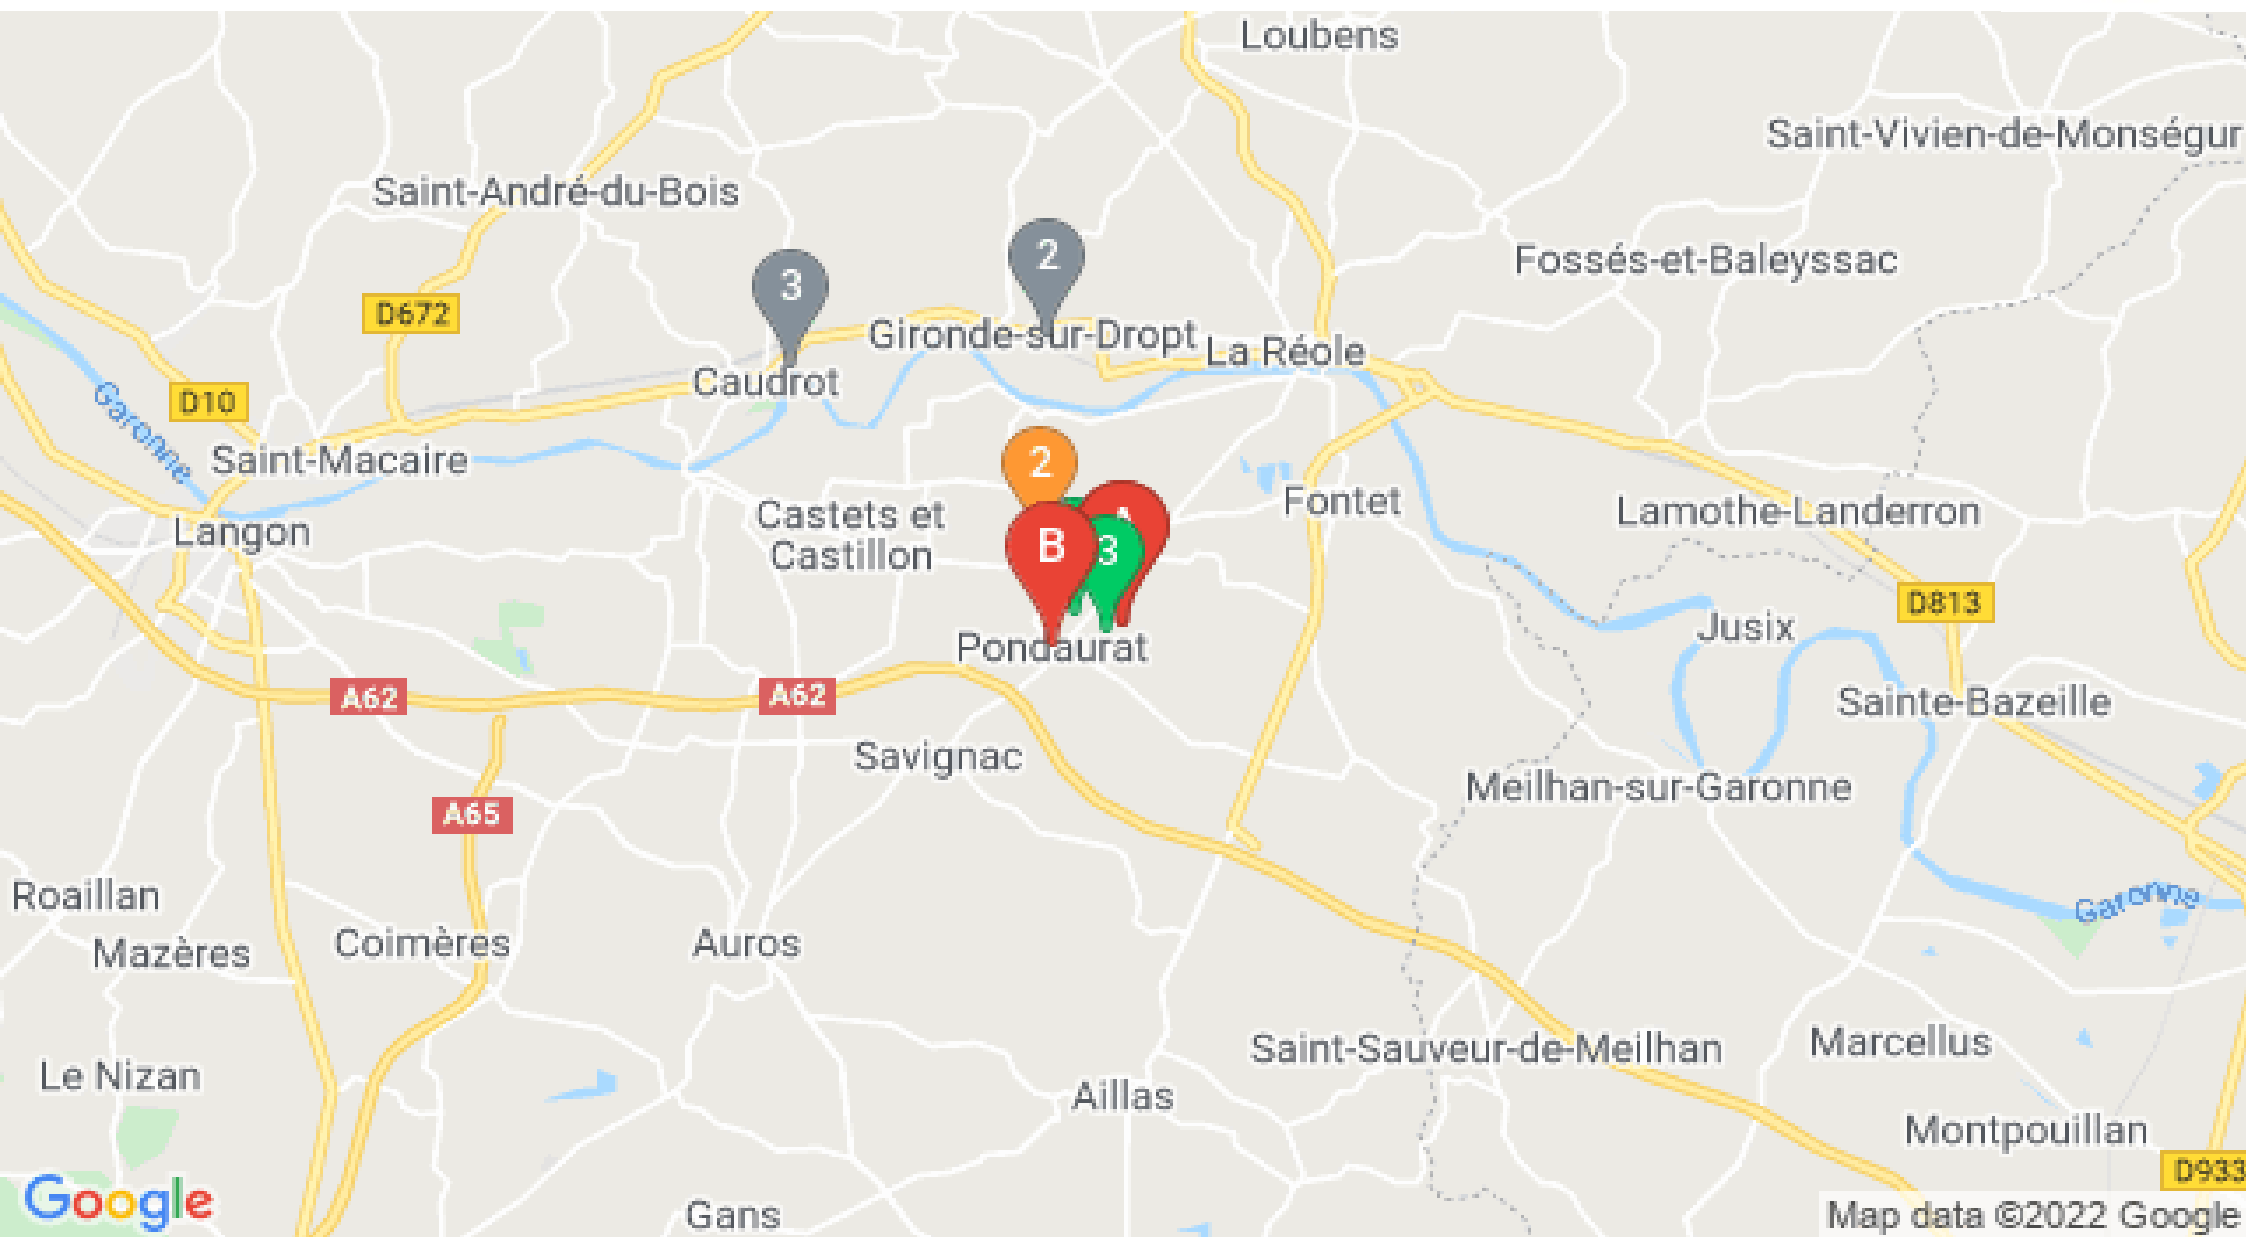 Loubens
Saint-Vivien-de-Monségur
Saint-André-du-Bois
2
Fossés-et-Baleyssac
3
D672
Gironde-sur-Dropt
La Réole
Caudrot
D10
Garonne
Saint-Macaire
2
Fontet
Langon
Castets et
Castillon
A
B
3
Lamothe-Landerron
D813
Jusix
Pondaurat
A62
A62
Sainte-Bazeille
Savignac
Meilhan-sur-Garonne
A65
Roaillan
Garonne
Mazères
Coimères
Auros
Saint-Sauveur-de-Meilhan
Marcellus
Le Nizan
Aillas
Montpouillan
D933
Google
Gans
Map data ©2022 Google